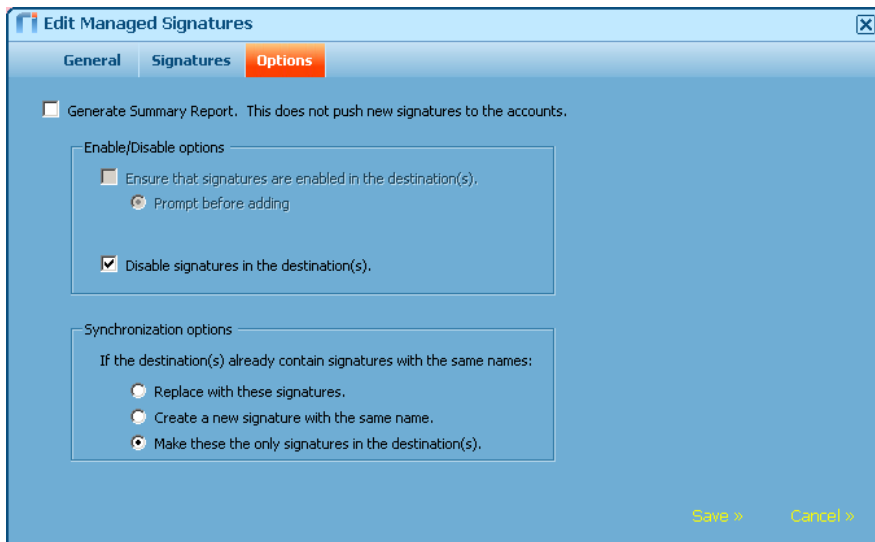 Edit Managed Signatures
General Signatures Options
Generate Summary Report. This does not push new signatures to the accounts.
Enable/Disable options
Ensure that signatures are enabled in the destination(s).
Prompt before adding
Disable signatures in the destination(s).
Synchronization options
If the destination(s) already contain signatures with the same names:
Replace with these signatures.
Create a new signature with the same name.
Make these the only signatures in the destination(s).
Save » Cancel »